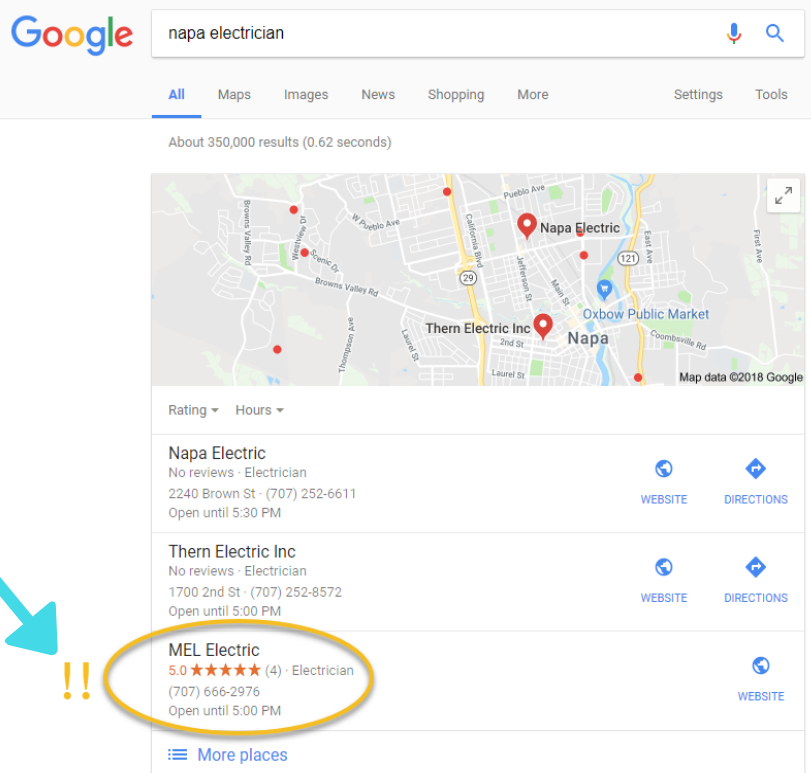 Google
napa electrician
All Maps Images News Shopping More Settings Tools
About 350,000 results (0.62 seconds)
Pueblo Ave
W Pueblo Ave
Browns Valley Rd
Westview Dr
Scenic Dr
California Blvd
Napa Electric
Jefferson St
East Ave
First Ave
121
29
Browns Valley Rd
Main St
Oxbow Public Market
Thompson Ave
Laurel St
Thern Electric Inc
2nd St
Napa
Coombsville Rd
Laurel St
Map data ©2018 Google
Rating Hours
Napa Electric
No reviews · Electrician
2240 Brown St · (707) 252-6611
Open until 5:30 PM
WEBSITE DIRECTIONS
Thern Electric Inc
No reviews · Electrician
1700 2nd St · (707) 252-8572
Open until 5:00 PM
WEBSITE DIRECTIONS
!!
MEL Electric
5.0 ★★★★★ (4) · Electrician
(707) 666-2976
Open until 5:00 PM
WEBSITE
More places